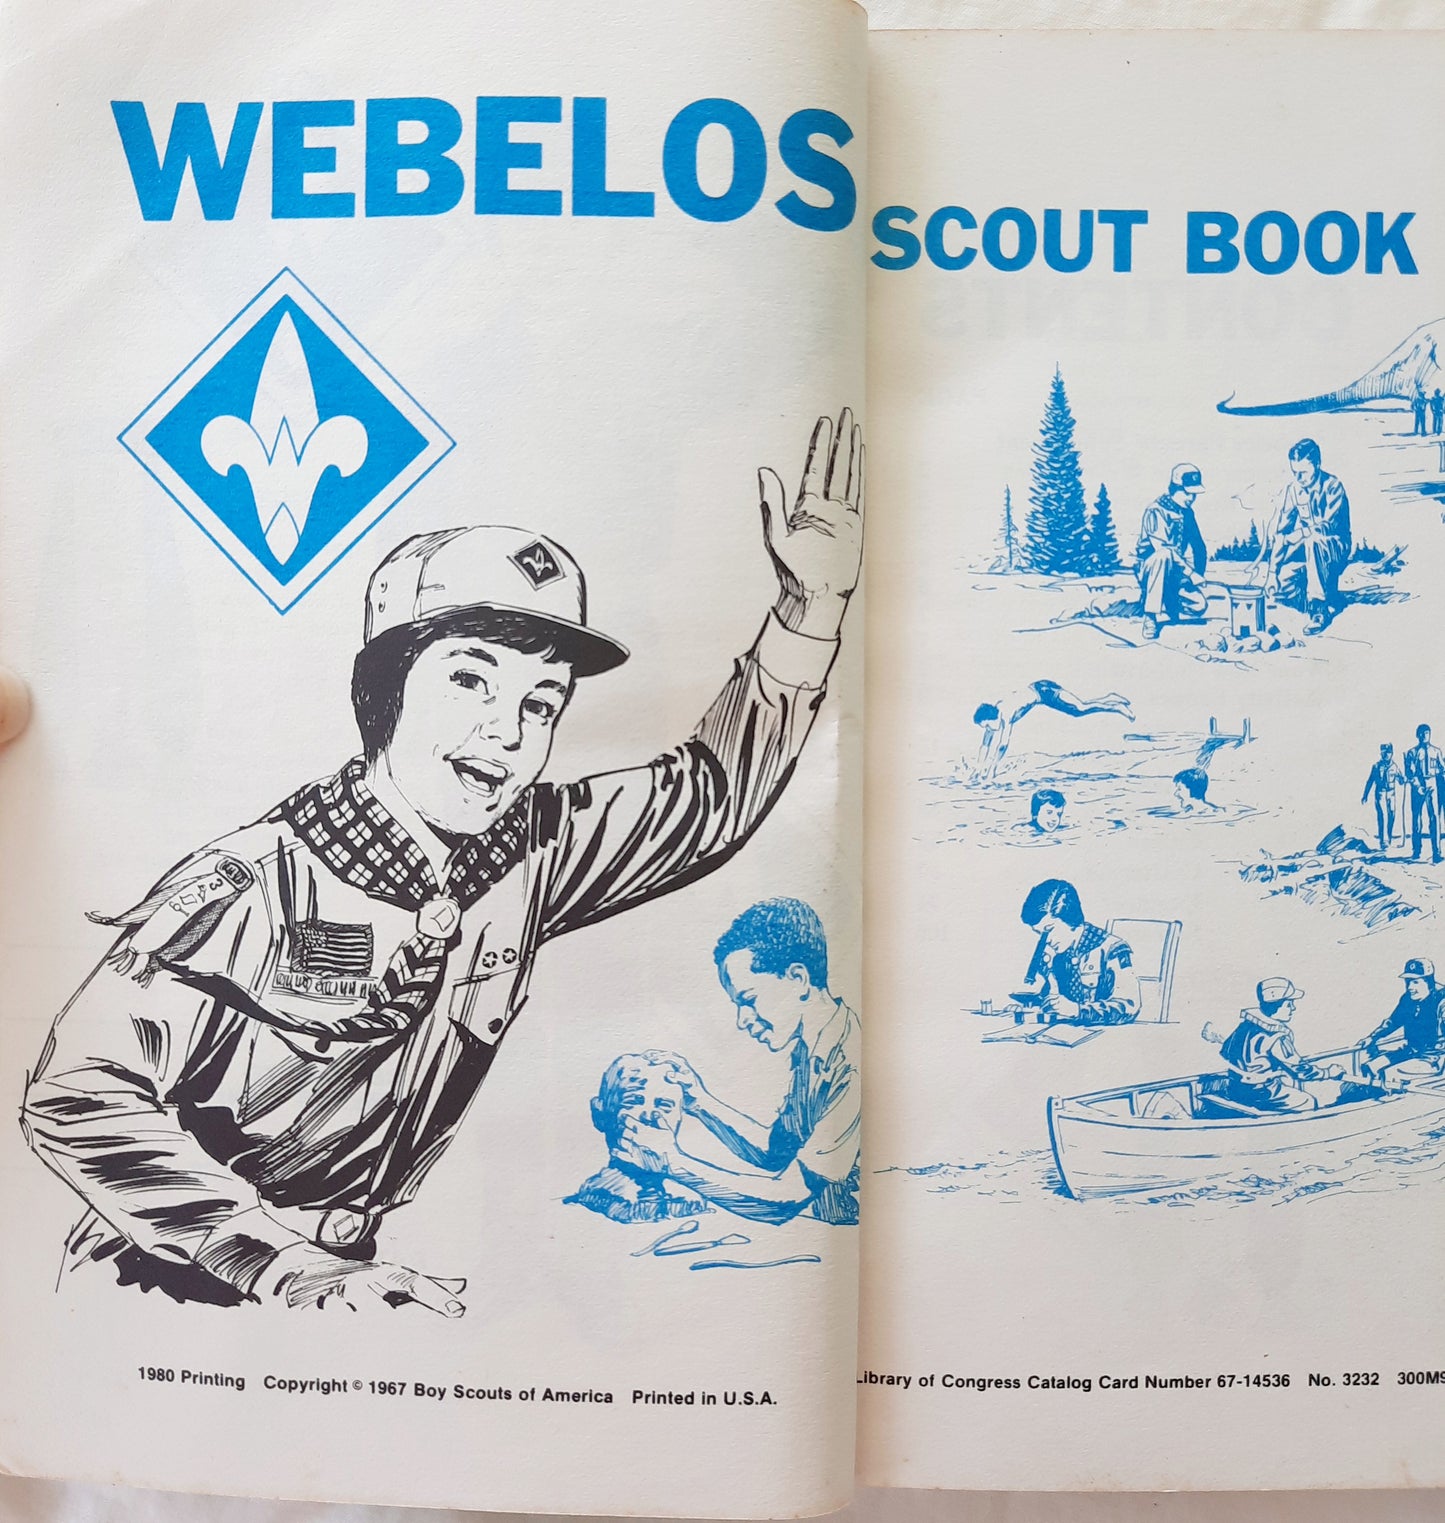 WEBELOS
SCOUT BOOK
W
1980 Printing Copyright © 1967 Boy Scouts of America Printed in U.S.A.
Library of Congress Catalog Card Number 67-14536 No. 3232 300M9